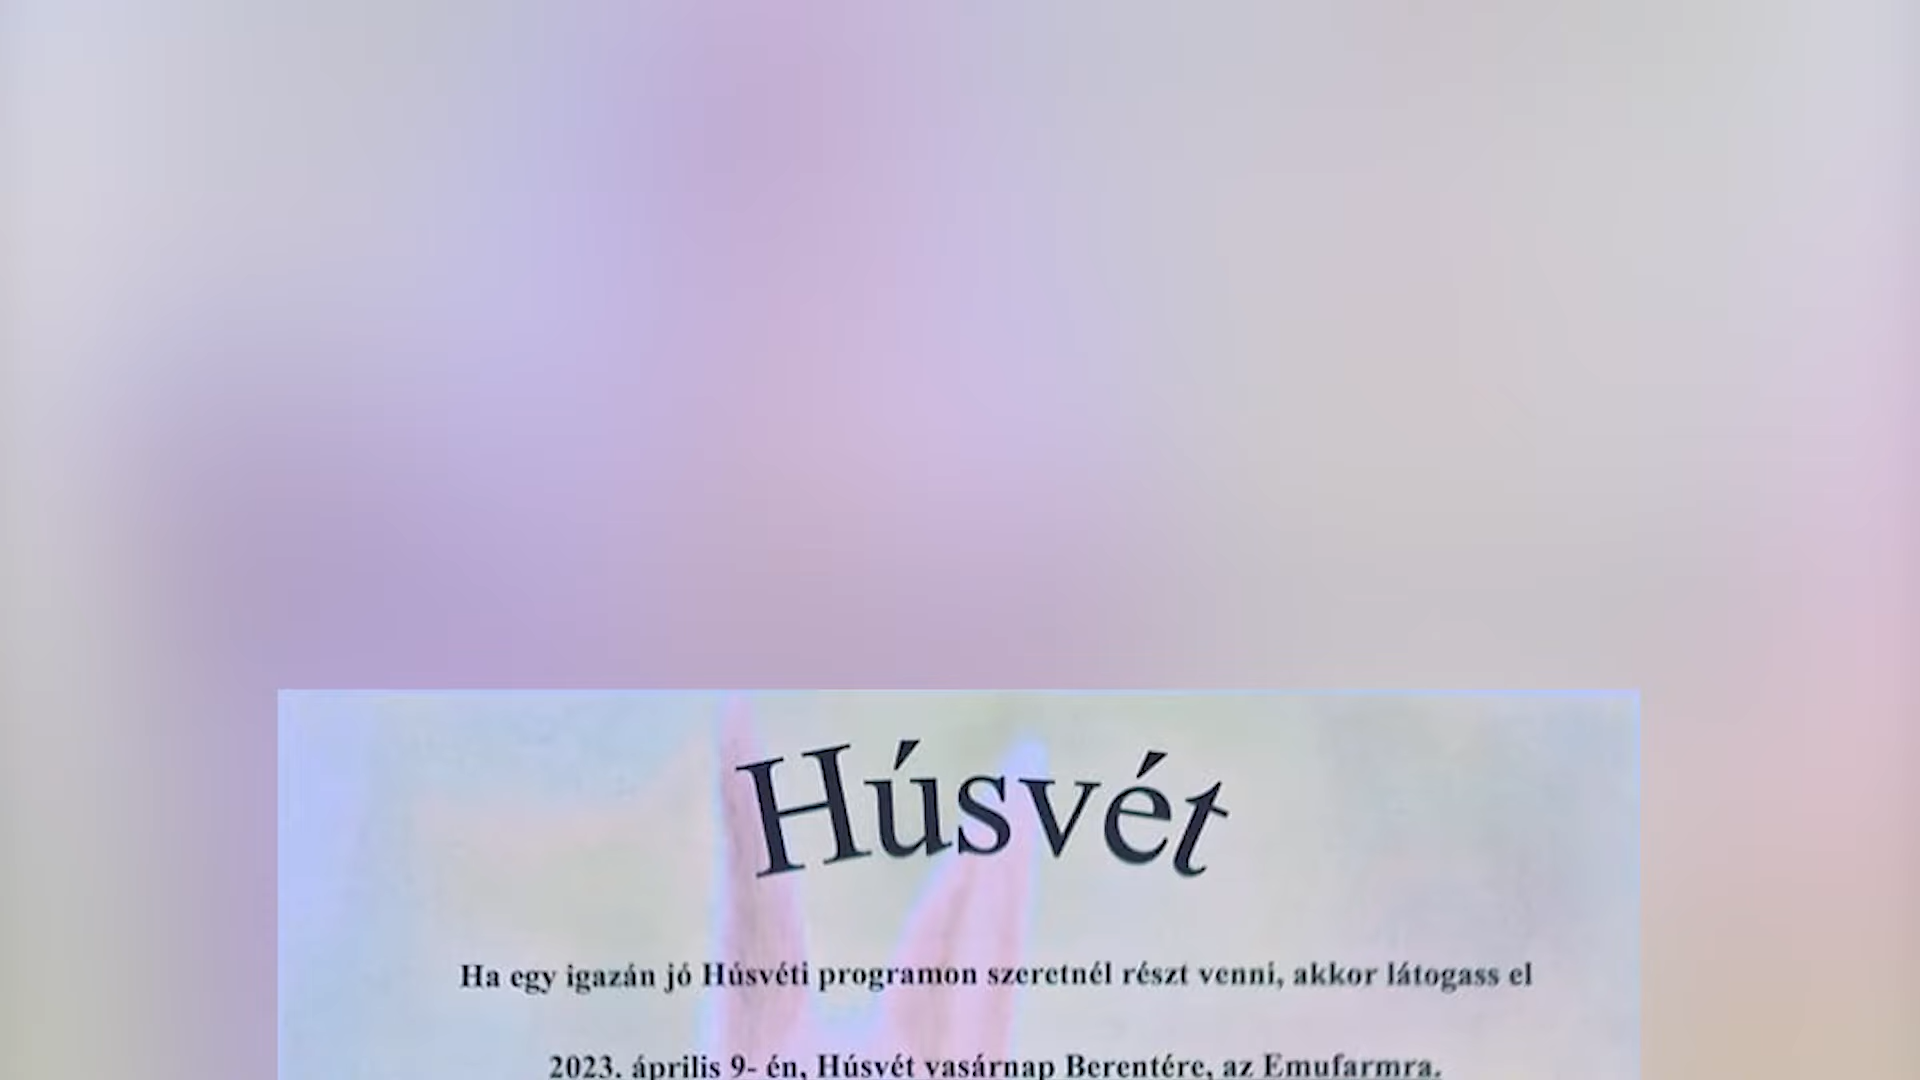 Húsvét
Ha egy igazán jó Húsvéti programon szeretnél részt venni, akkor látogass el
2023. április 9- én, Húsvét vasárnap Berentére, az Emufarmra.